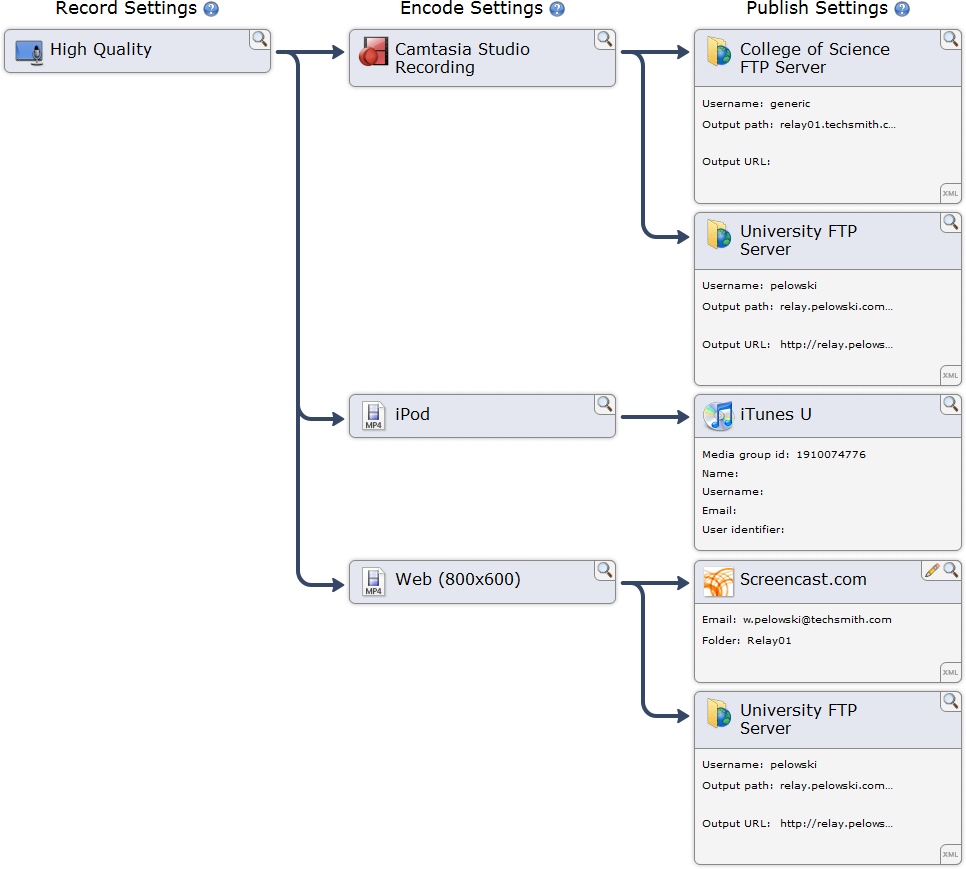 Record Settings
Encode Settings
Publish Settings
High Quality
Camtasia Studio
Recording
College of Science
FTP Server
Username: generic
Output path: relay01.techsmith.c...
Output URL:
XML
University FTP
Server
Username: pelowski
Output path: relay.pelowski.com...
Output URL: http://relay.pelows...
XML
MP4
iPod
iTunes U
Media group id: 1910074776
Name:
Username:
Email:
User identifier:
MP4
Web (800x600)
Screencast.com
Email: w.pelowski@techsmith.com
Folder: Relay01
XML
University FTP
Server
Username: pelowski
Output path: relay.pelowski.com...
Output URL: http://relay.pelows...
XML